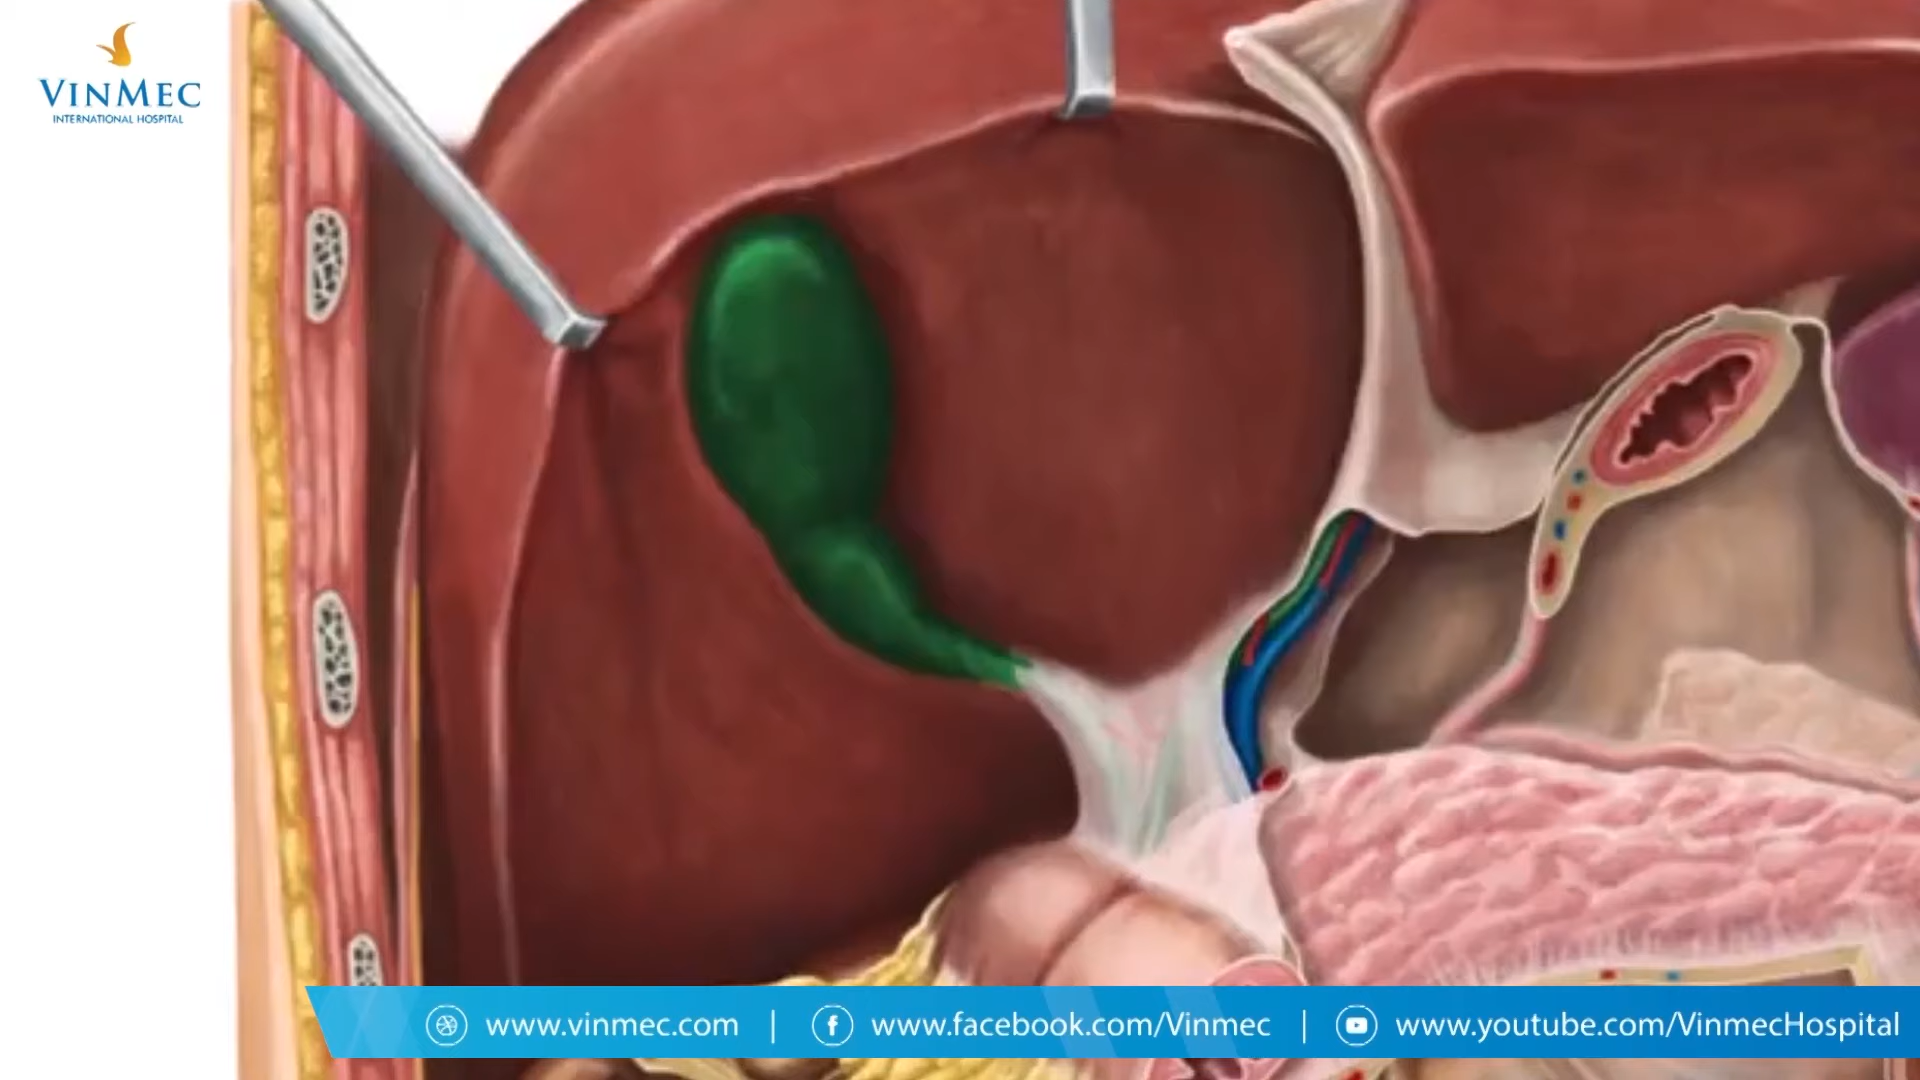 VINMEC
INTERNATIONAL HOSPITAL
www.vinmec.com | www.facebook.com/Vinmec | www.youtube.com/VinmecHospital